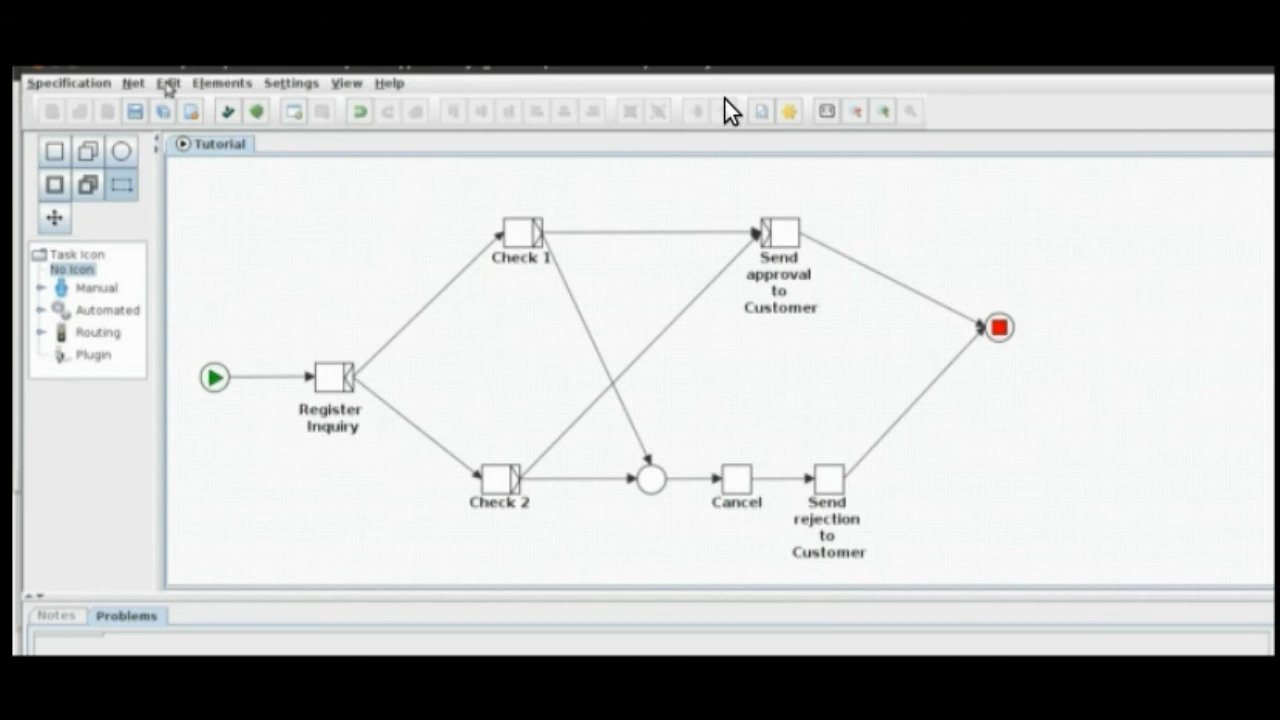 Specification Net Edit Elements Settings View Help
Tutorial
Task Icon
No Icon
Manual
Automated
Routing
Plugin
Check 1
Send
approval
to
Customer
Register
Inquiry
Check 2
Cancel
Send
rejection
to
Customer
Notes Problems